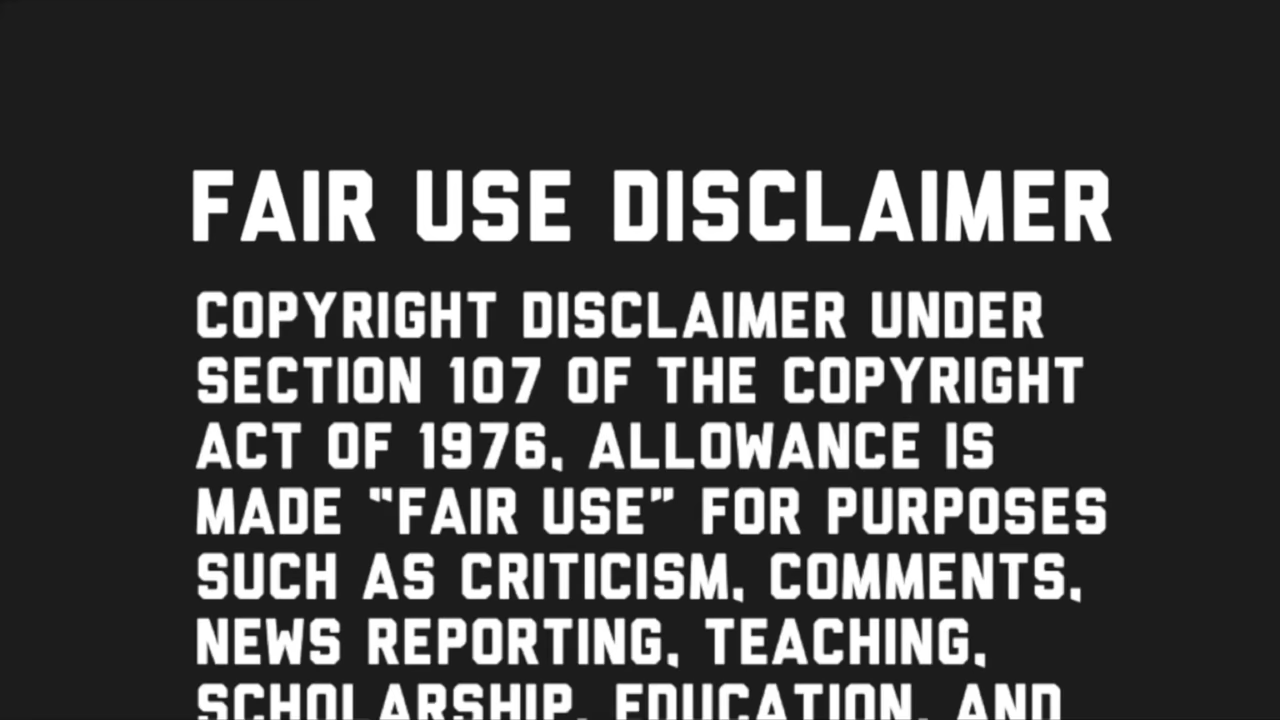 FAIR USE DISCLAIMER
COPYRIGHT DISCLAIMER UNDER
SECTION 107 OF THE COPYRIGHT
ACT OF 1976, ALLOWANCE IS
MADE "FAIR USE" FOR PURPOSES
SUCH AS CRITICISM, COMMENTS,
NEWS REPORTING, TEACHING,
SCHOLARSHIP, EDUCATION, AND